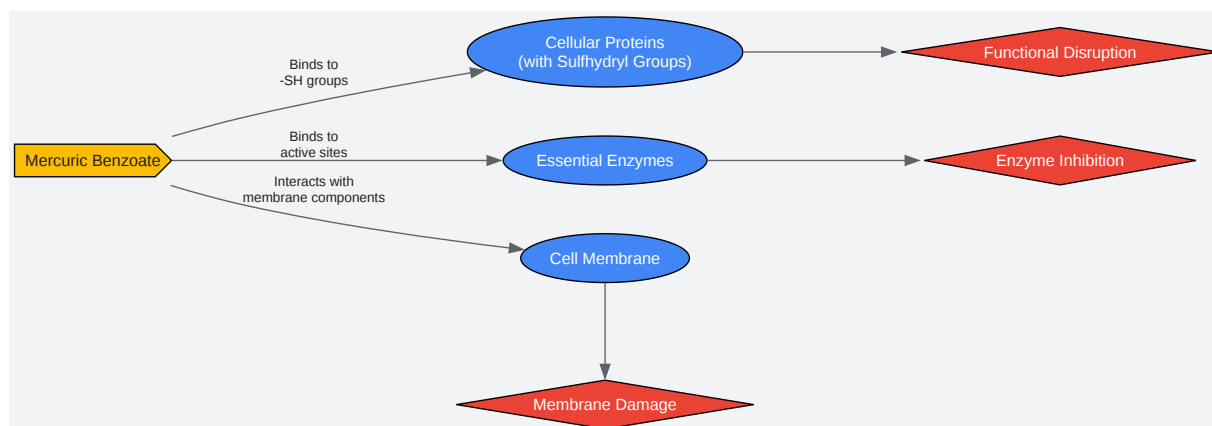 Cellular Proteins
(with Sulfhydryl Groups)
Functional Disruption
Binds to
-SH groups
Mercuric Benzoate
Binds to
active sites
Essential Enzymes
Enzyme Inhibition
Interacts with
membrane components
Cell Membrane
Membrane Damage